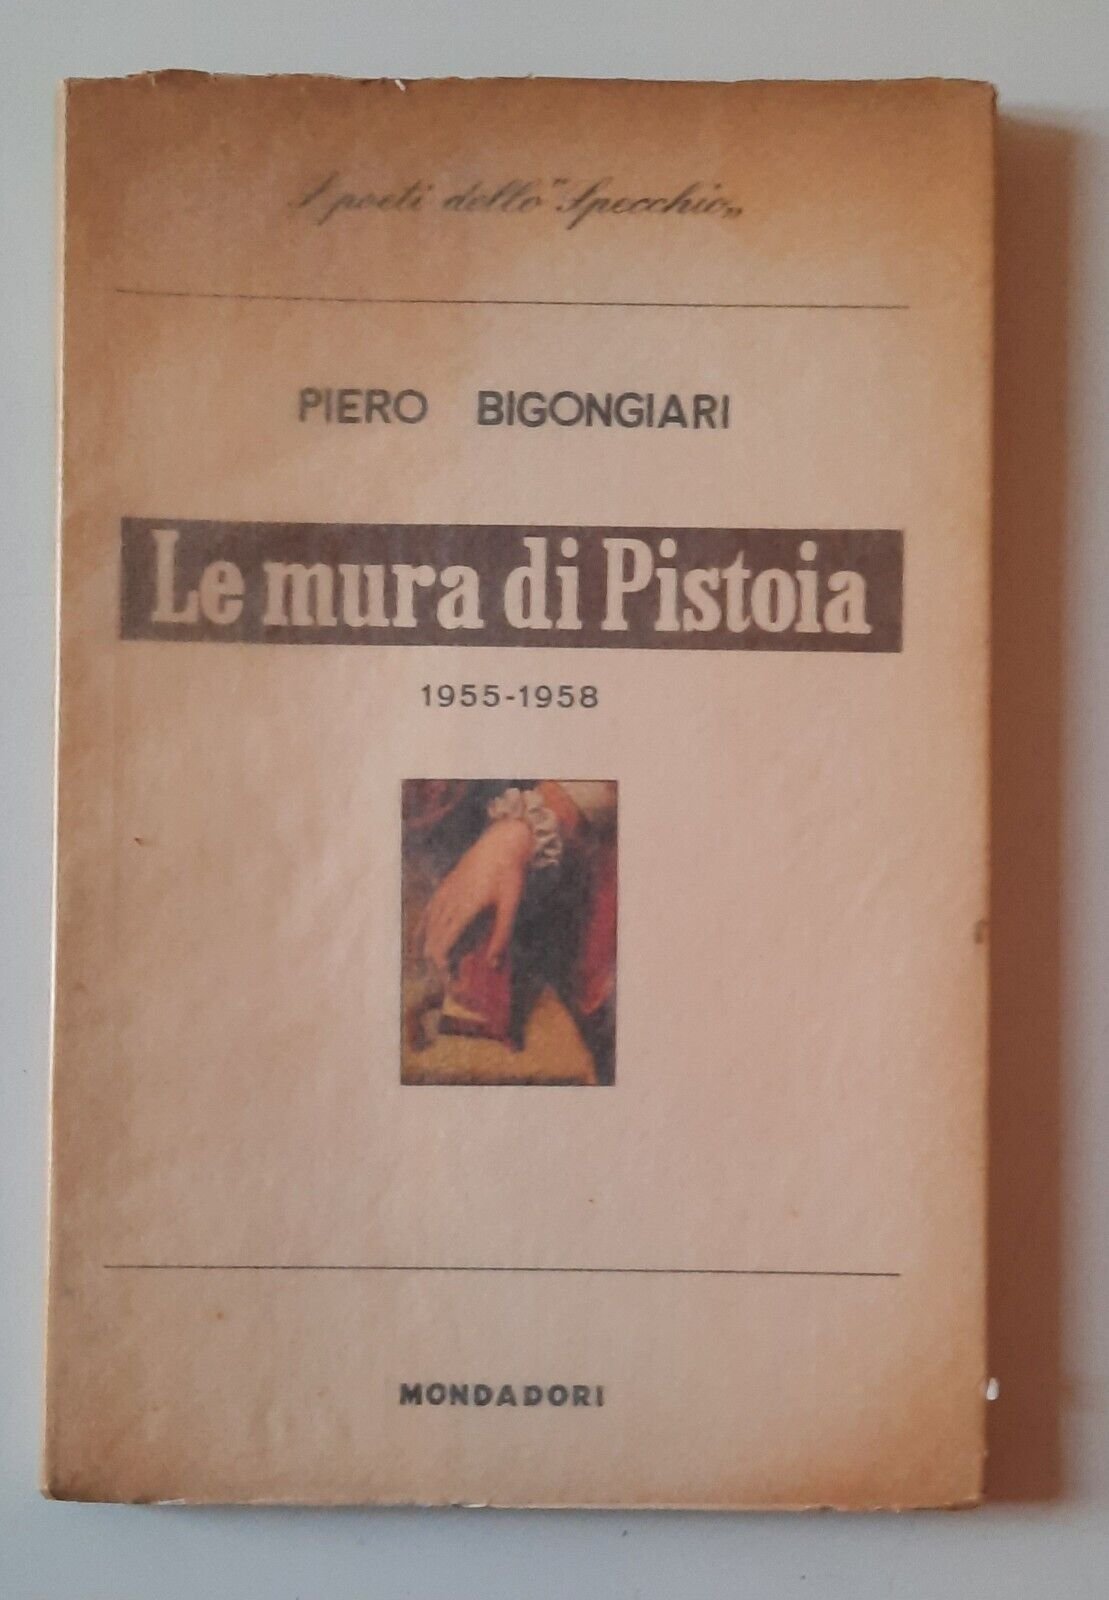 I poeti dello "Specchio„
PIERO BIGONGIARI
Le mura di Pistoia
1955-1958
MONDADORI